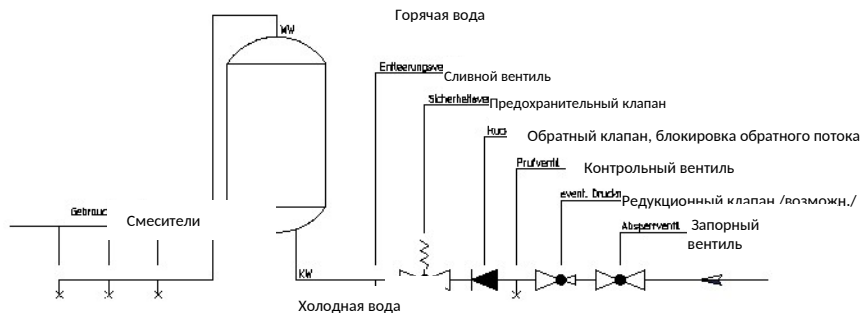 Горячая вода
WW
Entleerungsve
Сливной вентиль
Sicherheitsve
Предохранительный клапан
Обратный клапан, блокировка обратного потока
Prüfventil
Контрольный вентиль
event. Druckm
Редукционный клапан /возможн./
Gebrauc
Смесители
Absperrventil
Запорный
вентиль
KW
Холодная вода